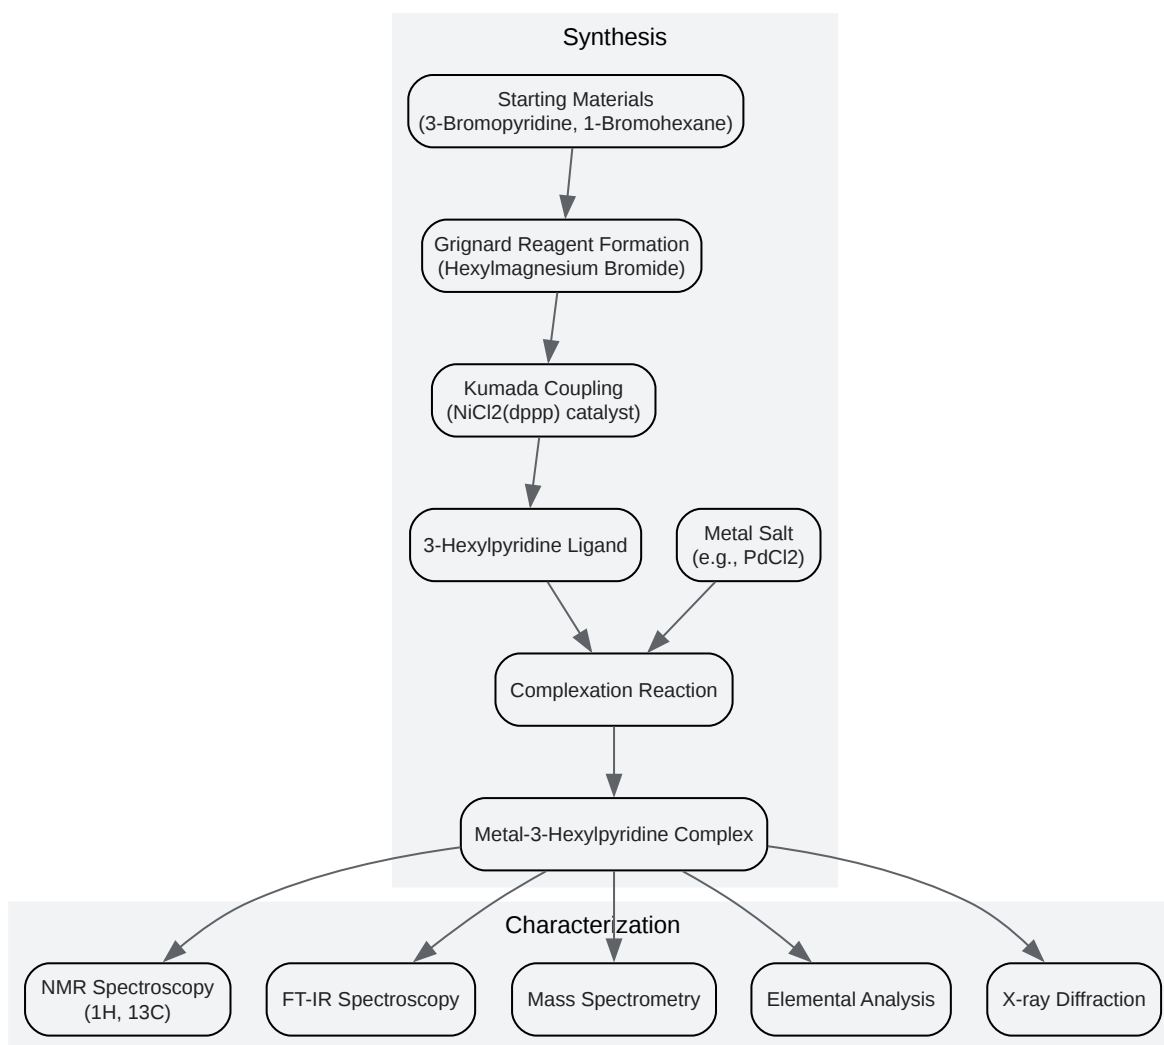 Synthesis
Starting Materials
(3-Bromopyridine, 1-Bromohexane)
Grignard Reagent Formation
(Hexylmagnesium Bromide)
Kumada Coupling
(NiCl2(dppp) catalyst)
3-Hexylpyridine Ligand
Metal Salt
(e.g., PdCl2)
Complexation Reaction
Metal-3-Hexylpyridine Complex
Characterization
NMR Spectroscopy
(1H, 13C)
FT-IR Spectroscopy
Mass Spectrometry
Elemental Analysis
X-ray Diffraction